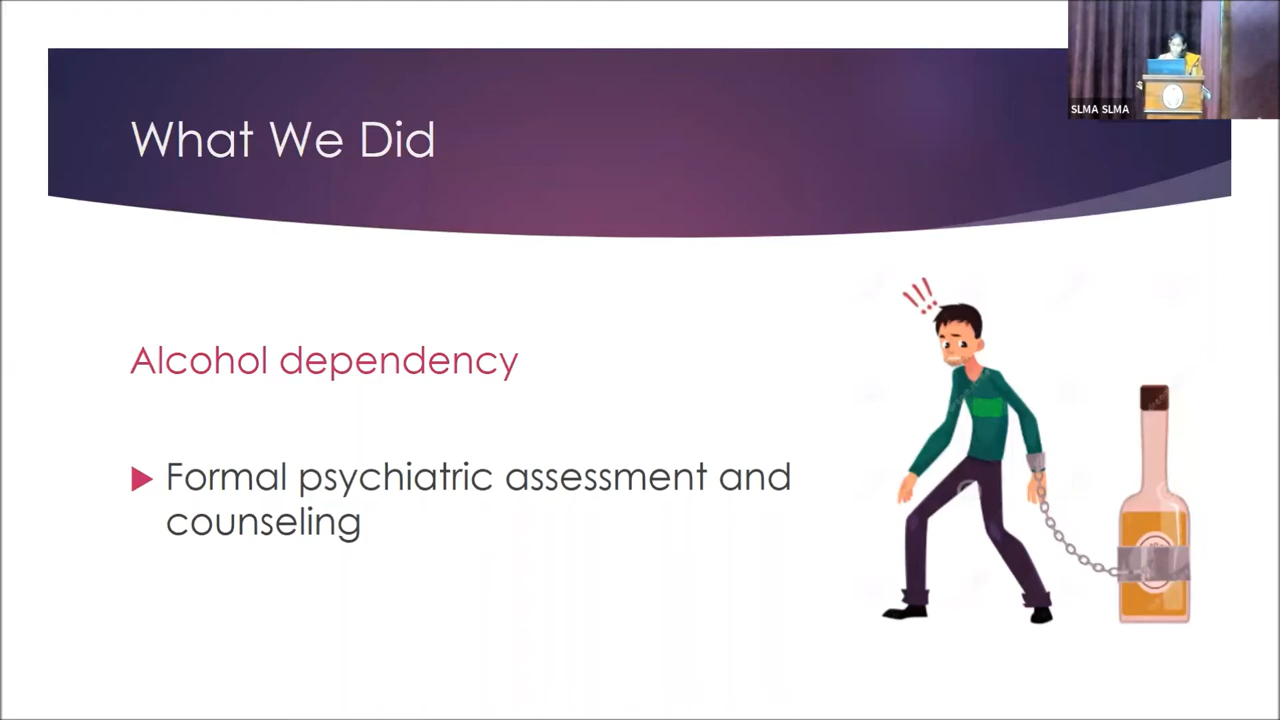 What We Did
SLMA SLMA
Alcohol dependency
Formal psychiatric assessment and
counseling